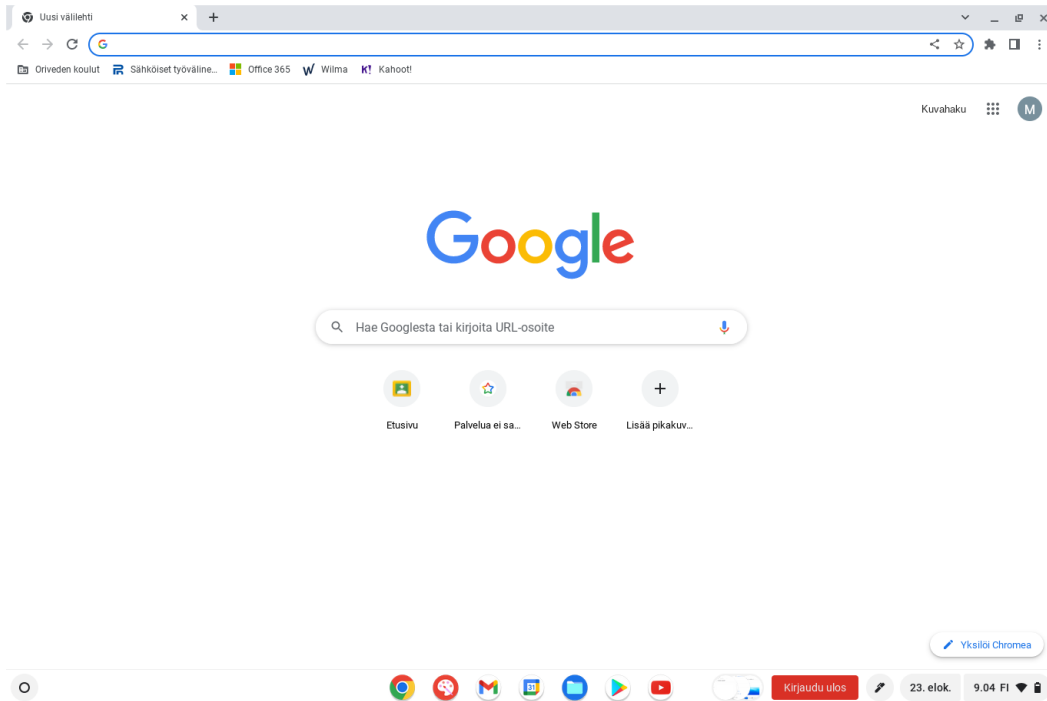 Uusi välilehti
Oriveden koulut Sähköiset työväline... Office 365 Wilma K! Kahoot!
Kuvahaku M
Google
Hae Googlesta tai kirjoita URL-osoite
Etusivu Palvelua ei sa... Web Store Lisää pikakuv...
Yksilöi Chromea
31 Kirjaudu ulos 23. elok. 9.04 FI